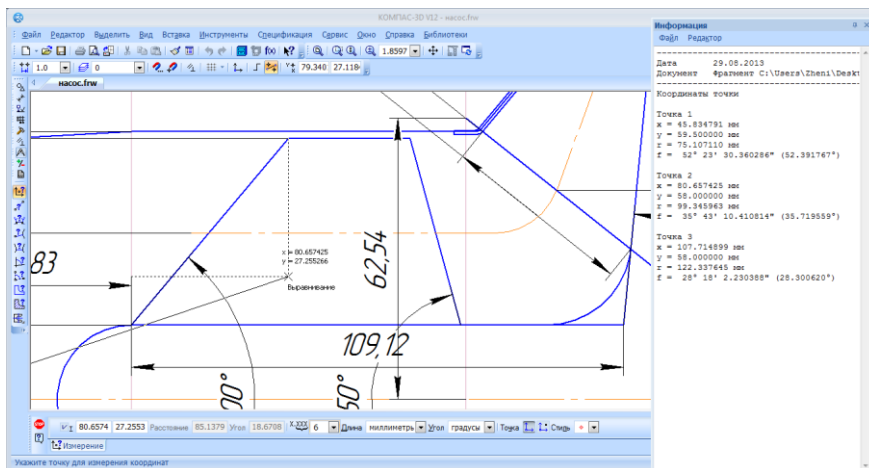 КОМПАС-3D V12 - насос.frw
Файл Редактор Выделить Вид Вставка Инструменты Спецификация Сервис Окно Справка Библиотеки
1.8597
1.0 0 79.340 27.118
насос.frw
x = 80.657425
y = 27.255266
Выравнивание
83
62,54
109,12
00°
50°
80.6574 27.2553 Расстояние 85.1379 Угол 18.6708 6 Длина миллиметры Угол градусы Точка Стиль
Измерение
Укажите точку для измерения координат
Информация
Файл Редактор
Дата 29.08.2013
Документ Фрагмент C:\Users\Zheni\Deskt
Координаты точки
Точка 1
x = 45.834791 мм
y = 59.500000 мм
r = 75.107110 мм
f = 52° 23' 30.360286" (52.391767°)
Точка 2
x = 80.657425 мм
y = 58.000000 мм
r = 99.345963 мм
f = 35° 43' 10.410814" (35.719559°)
Точка 3
x = 107.714899 мм
y = 58.000000 мм
r = 122.337645 мм
f = 28° 18' 2.230388" (28.300620°)